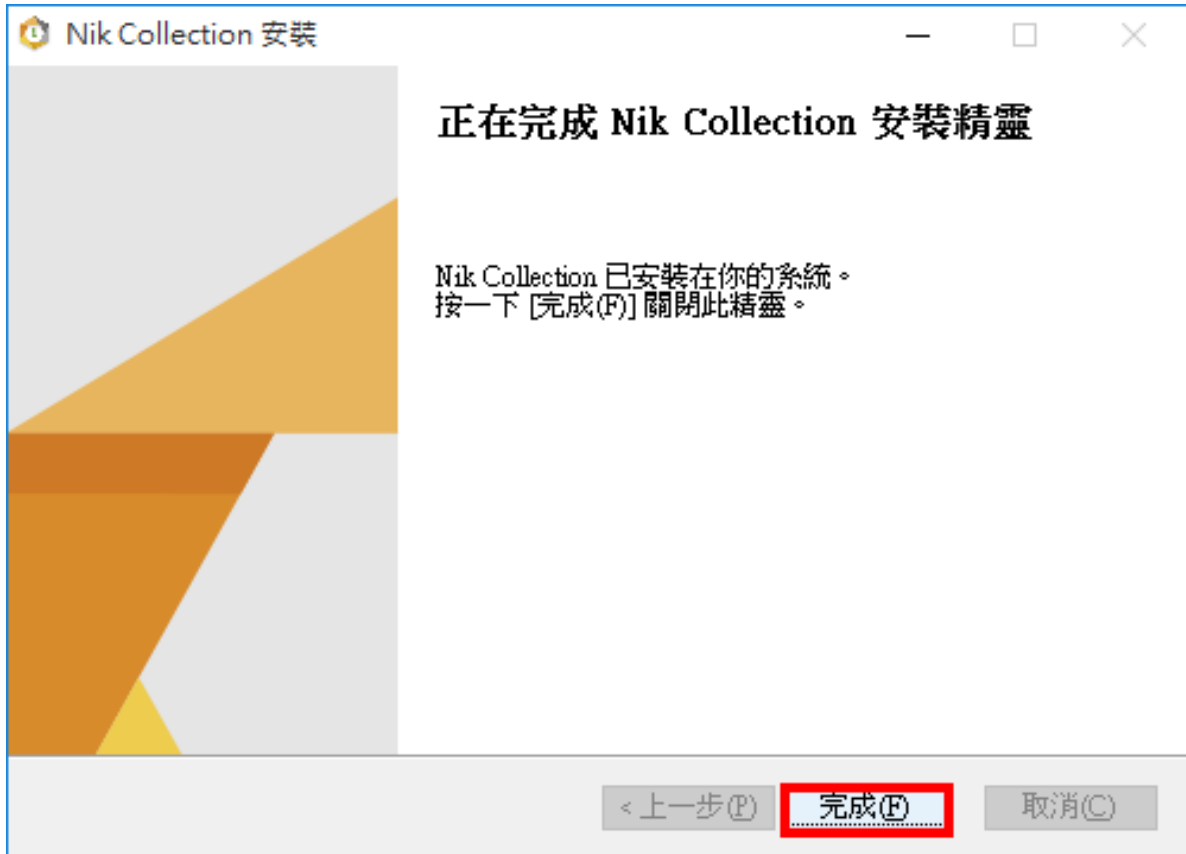 Nik Collection 安裝
正在完成 Nik Collection 安裝精靈
Nik Collection 已安裝在你的系統。
按一下 [完成(F)] 關閉此精靈。
< 上一步(P)
完成(F)
取消(C)